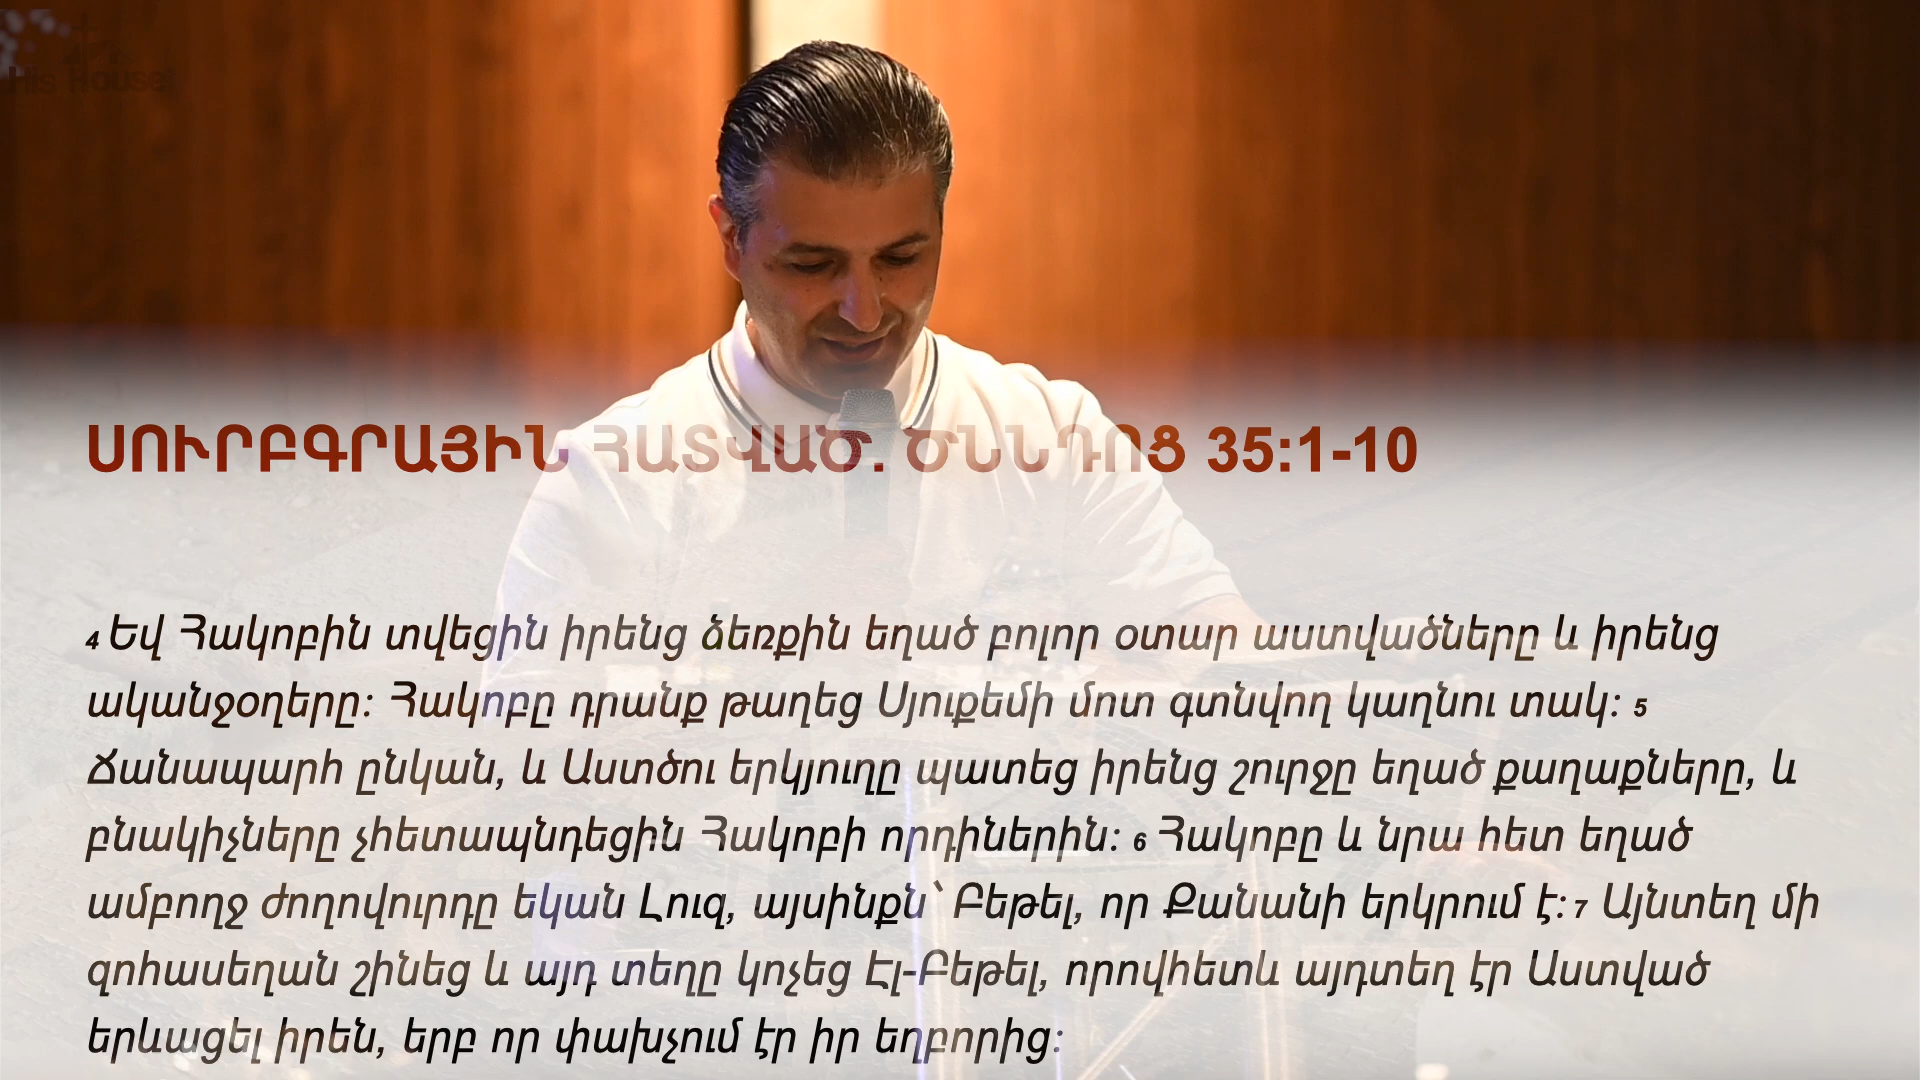 His House
ՍՈՒՐԲԳՐԱՅԻՆ ՀԱՏՎԱԾ. ԾՆՆԴՈՑ 35:1-10
4 Եվ Հակոբին տվեցին իրենց ձեռքին եղած բոլոր օտար աստվածները և իրենց
ականջօղերը։ Հակոբը դրանք թաղեց Սյուքեմի մոտ գտնվող կաղնու տակ։ 5
Ճանապարհ ընկան, և Աստծու երկյուղը պատեց իրենց շուրջը եղած քաղաքները, և
բնակիչները չհետապնդեցին Հակոբի որդիներին։ 6 Հակոբը և նրա հետ եղած
ամբողջ ժողովուրդը եկան Լուզ, այսինքն՝ Բեթել, որ Քանանի երկրում է։ 7 Այնտեղ մի
զոհասեղան շինեց և այդ տեղը կոչեց Էլ-Բեթել, որովհետև այդտեղ էր Աստված
երևացել իրեն, երբ որ փախչում էր իր եղբորից։